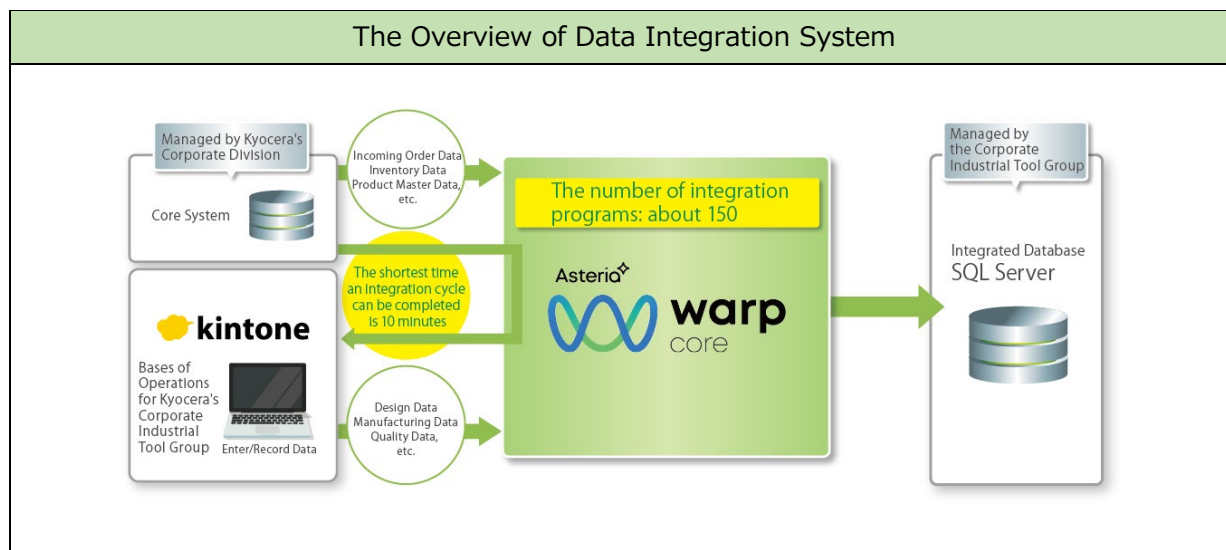 The Overview of Data Integration System
Managed by Kyocera's
Corporate Division
Core System
Incoming Order Data
Inventory Data
Product Master Data,
etc.
The shortest time
an integration cycle
can be completed
is 10 minutes
kintone
Bases of
Operations
for Kyocera's
Corporate
Industrial
Tool Group
Enter/Record Data
Design Data
Manufacturing Data
Quality Data,
etc.
The number of integration
programs: about 150
Asteria
warp
core
Managed by
the Corporate
Industrial Tool Group
Integrated Database
SQL Server